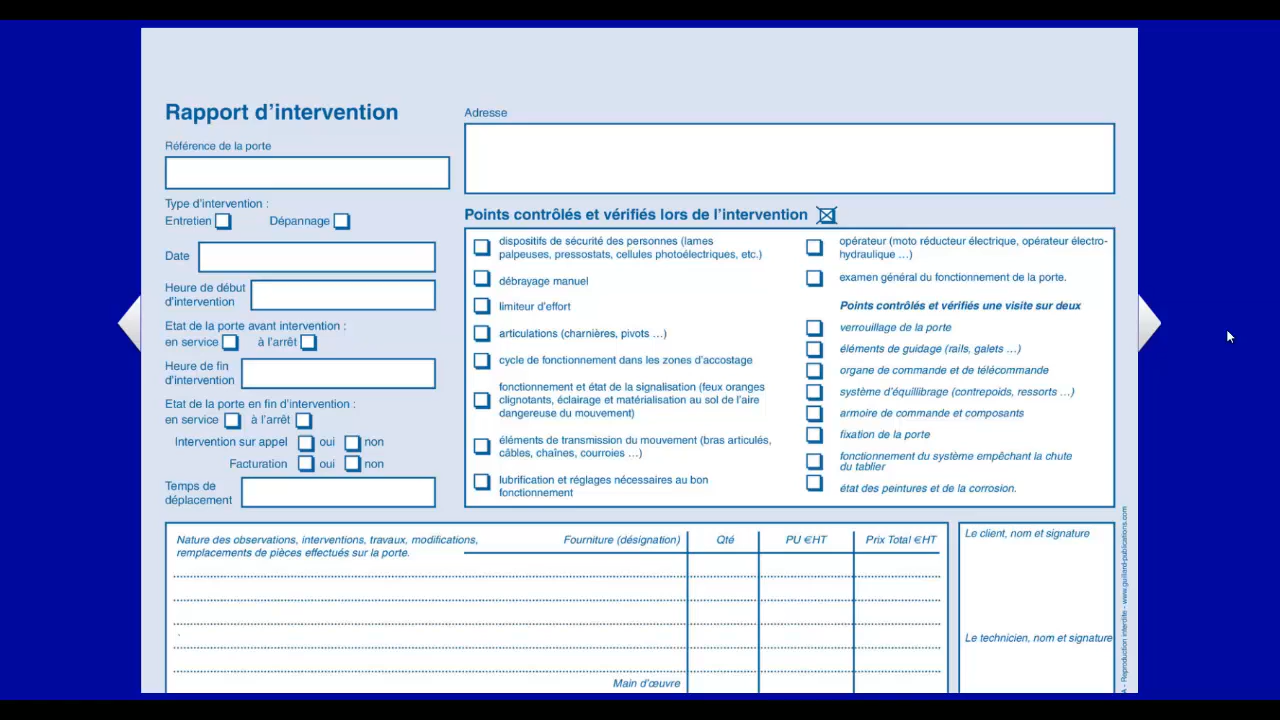 Rapport d'intervention
Adresse
Référence de la porte
Type d'intervention :
Entretien Dépannage
Date
Heure de début
d'intervention
Etat de la porte avant intervention :
en service à l'arrêt
Heure de fin
d'intervention
Etat de la porte en fin d'intervention :
en service à l'arrêt
Intervention sur appel oui non
Facturation oui non
Temps de
déplacement
Points contrôlés et vérifiés lors de l'intervention
dispositifs de sécurité des personnes (lames
palpeuses, pressostats, cellules photoélectriques, etc.)
débrayage manuel
limiteur d'effort
articulations (charnières, pivots …)
cycle de fonctionnement dans les zones d'accostage
fonctionnement et état de la signalisation (feux oranges
clignotants, éclairage et matérialisation au sol de l'aire
dangereuse du mouvement)
éléments de transmission du mouvement (bras articulés,
câbles, chaînes, courroies …)
lubrification et réglages nécessaires au bon
fonctionnement
opérateur (moto réducteur électrique, opérateur électro-
hydraulique …)
examen général du fonctionnement de la porte.
Points contrôlés et vérifiés une visite sur deux
verrouillage de la porte
éléments de guidage (rails, galets …)
organe de commande et de télécommande
système d'équillibrage (contrepoids, ressorts …)
armoire de commande et composants
fixation de la porte
fonctionnement du système empêchant la chute
du tablier
état des peintures et de la corrosion.
Nature des observations, interventions, travaux, modifications,
remplacements de pièces effectués sur la porte.
Fourniture (désignation) Qté PU €HT Prix Total €HT
Main d'œuvre
Le client, nom et signature
Le technicien, nom et signature
A - Reproduction interdite - www.guillard-publications.com